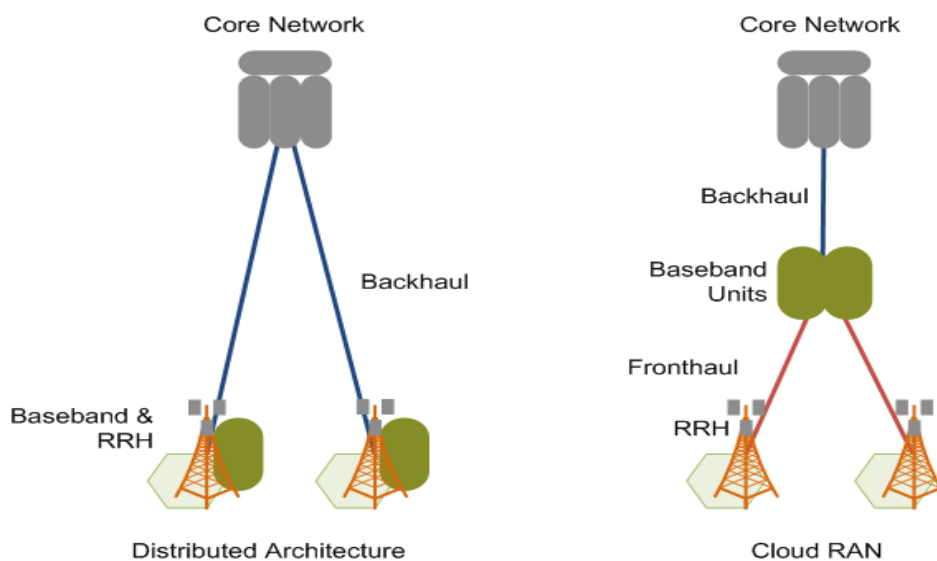 Core Network
Backhaul
Baseband &
RRH
Distributed Architecture
Core Network
Backhaul
Baseband
Units
Fronthaul
RRH
Cloud RAN